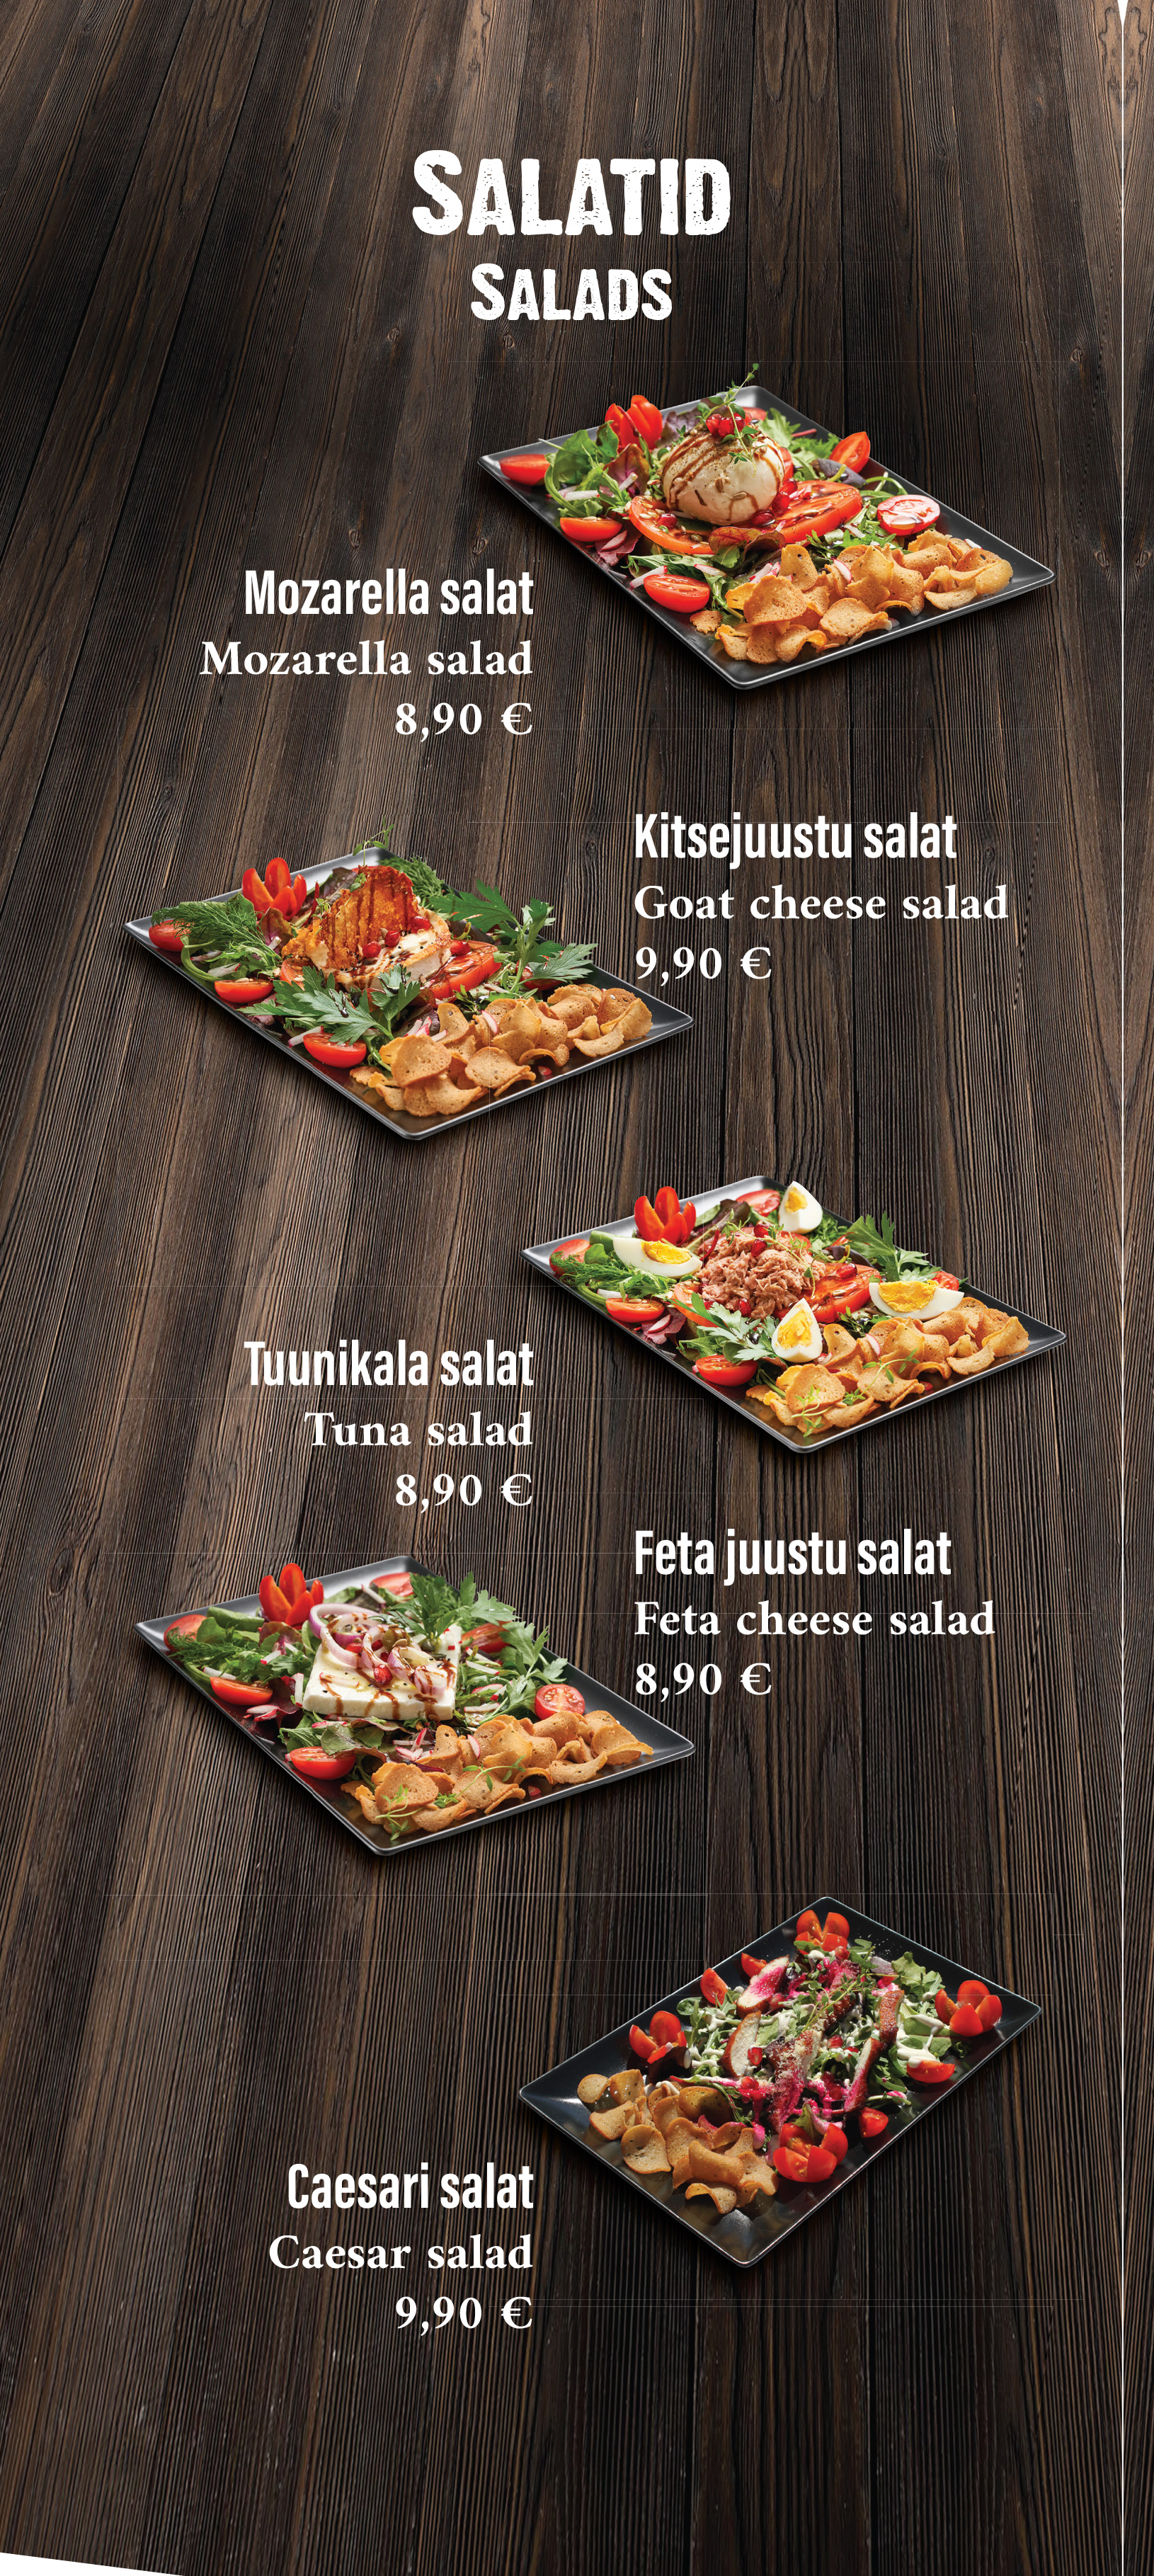 SALATID
SALADS
Mozarella salat
Mozarella salad
8,90 €
Kitsejuustu salat
Goat cheese salad
9,90 €
Tuunikala salat
Tuna salad
8,90 €
Feta juustu salat
Feta cheese salad
8,90 €
Caesari salat
Caesar salad
9,90 €